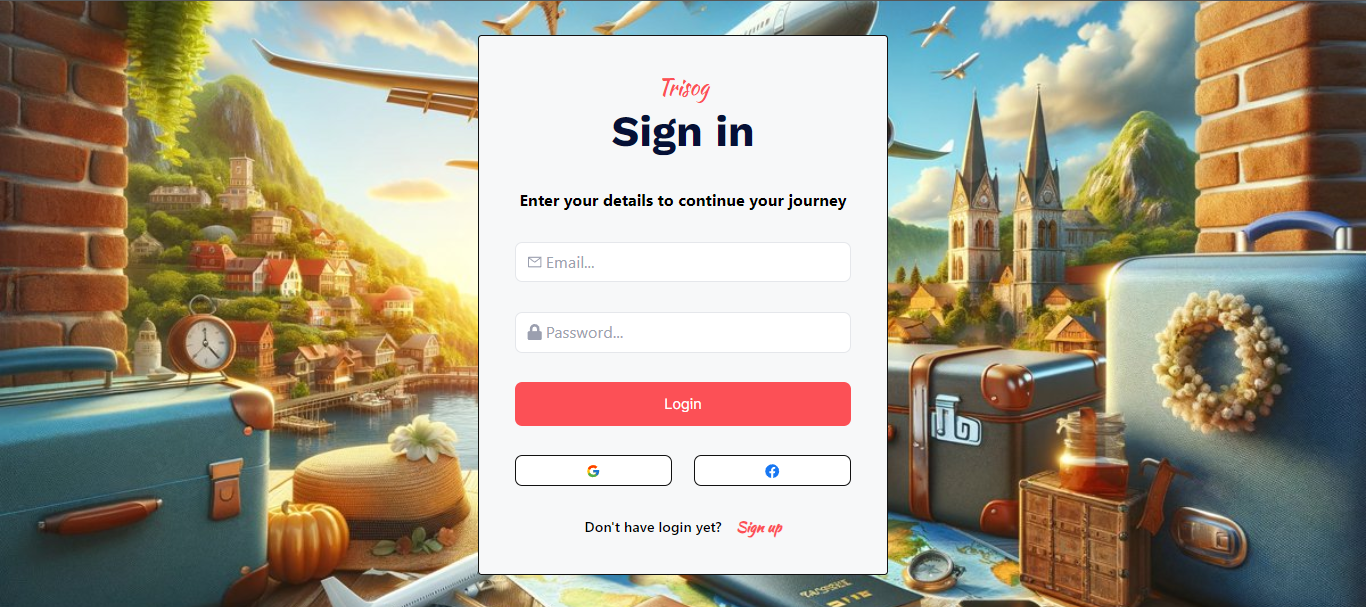 Trisog
Sign in
Enter your details to continue your journey
Email...
Password...
Login
Don't have login yet? Sign up